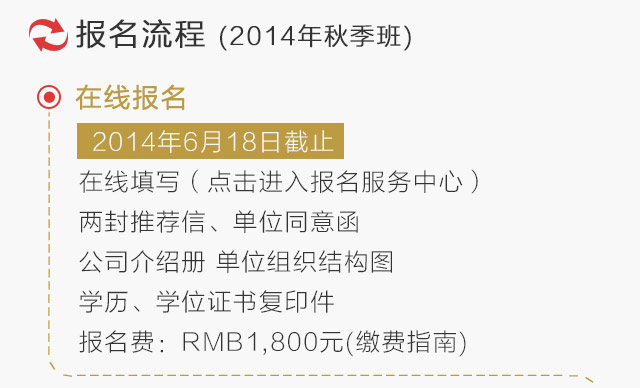 报名流程 (2014年秋季班)
在线报名
2014年6月18日截止
在线填写（点击进入报名服务中心）
两封推荐信、单位同意函
公司介绍册 单位组织结构图
学历、学位证书复印件
报名费：RMB1,800元(缴费指南)